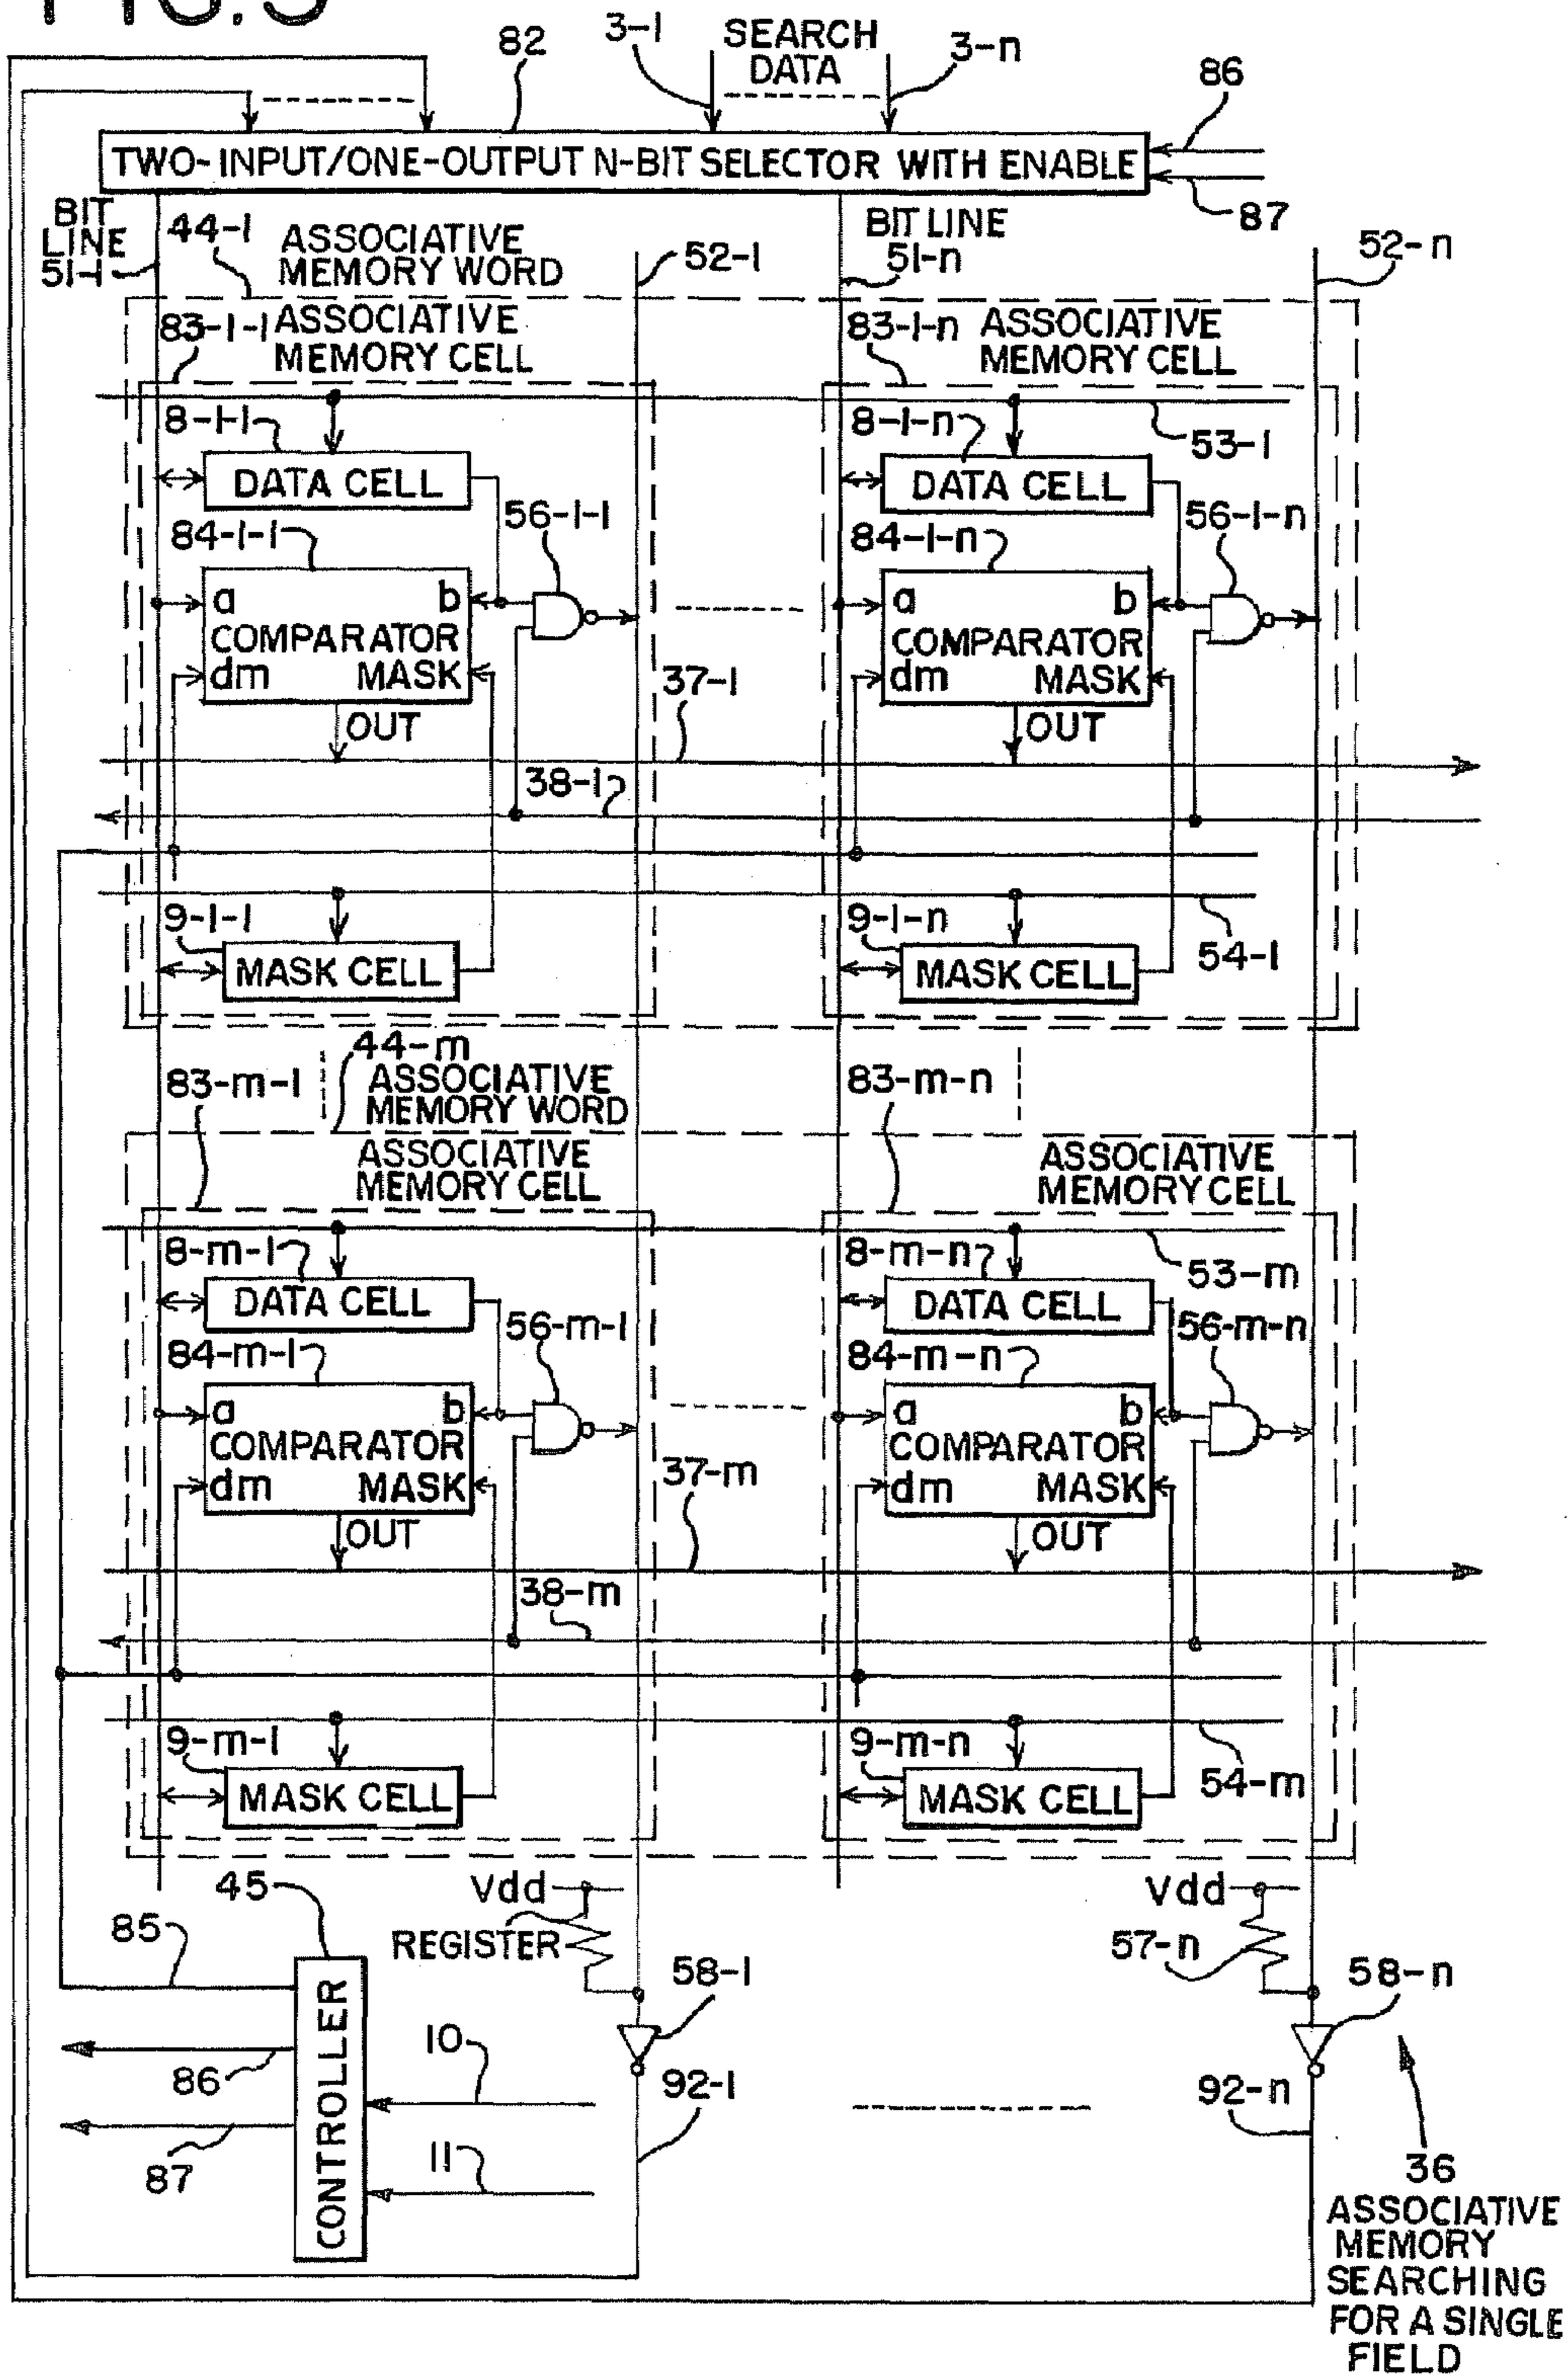 82
3-1
SEARCH
DATA
3-n
86
TWO-INPUT/ONE-OUTPUT N-BIT SELECTOR WITH ENABLE
87
BIT
LINE
51-1
44-1
ASSOCIATIVE
MEMORY WORD
52-1
BIT LINE
51-n
52-n
83-1-1
ASSOCIATIVE
MEMORY CELL
83-1-n
ASSOCIATIVE
MEMORY CELL
8-1-1
8-1-n
53-1
DATA CELL
DATA CELL
56-1-1
56-1-n
84-1-1
84-1-n
a b
COMPARATOR
dm MASK
a b
COMPARATOR
dm MASK
37-1
OUT
OUT
38-1
9-1-1
9-1-n
54-1
MASK CELL
MASK CELL
44-m
83-m-1
ASSOCIATIVE
MEMORY WORD
83-m-n
ASSOCIATIVE
MEMORY CELL
ASSOCIATIVE
MEMORY CELL
8-m-1
8-m-n
53-m
DATA CELL
DATA CELL
56-m-1
56-m-n
84-m-1
84-m-n
a b
COMPARATOR
dm MASK
a b
COMPARATOR
dm MASK
37-m
OUT
OUT
38-m
9-m-1
9-m-n
54-m
MASK CELL
MASK CELL
45
Vdd
Vdd
85
REGISTER
57-n
58-1
58-n
CONTROLLER
10
86
92-1
92-n
11
87
36
ASSOCIATIVE
MEMORY
SEARCHING
FOR A SINGLE
FIELD